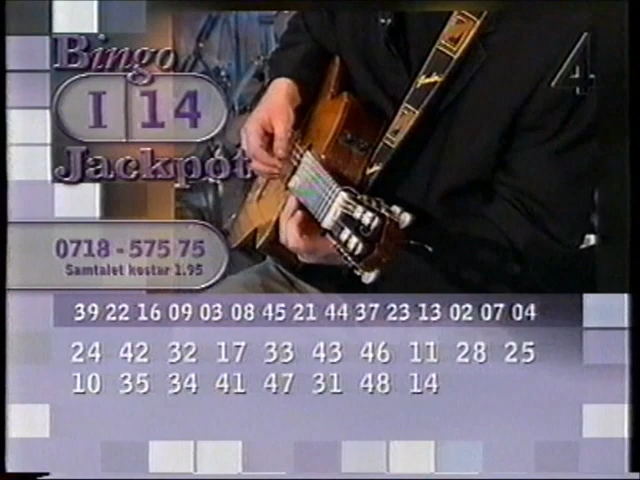 Bingo
4
I 14
Jackpot
0718 - 575 75
Samtalet kostar 1.95
39 22 16 09 03 08 45 21 44 37 23 13 02 07 04
24 42 32 17 33 43 46 11 28 25
10 35 34 41 47 31 48 14